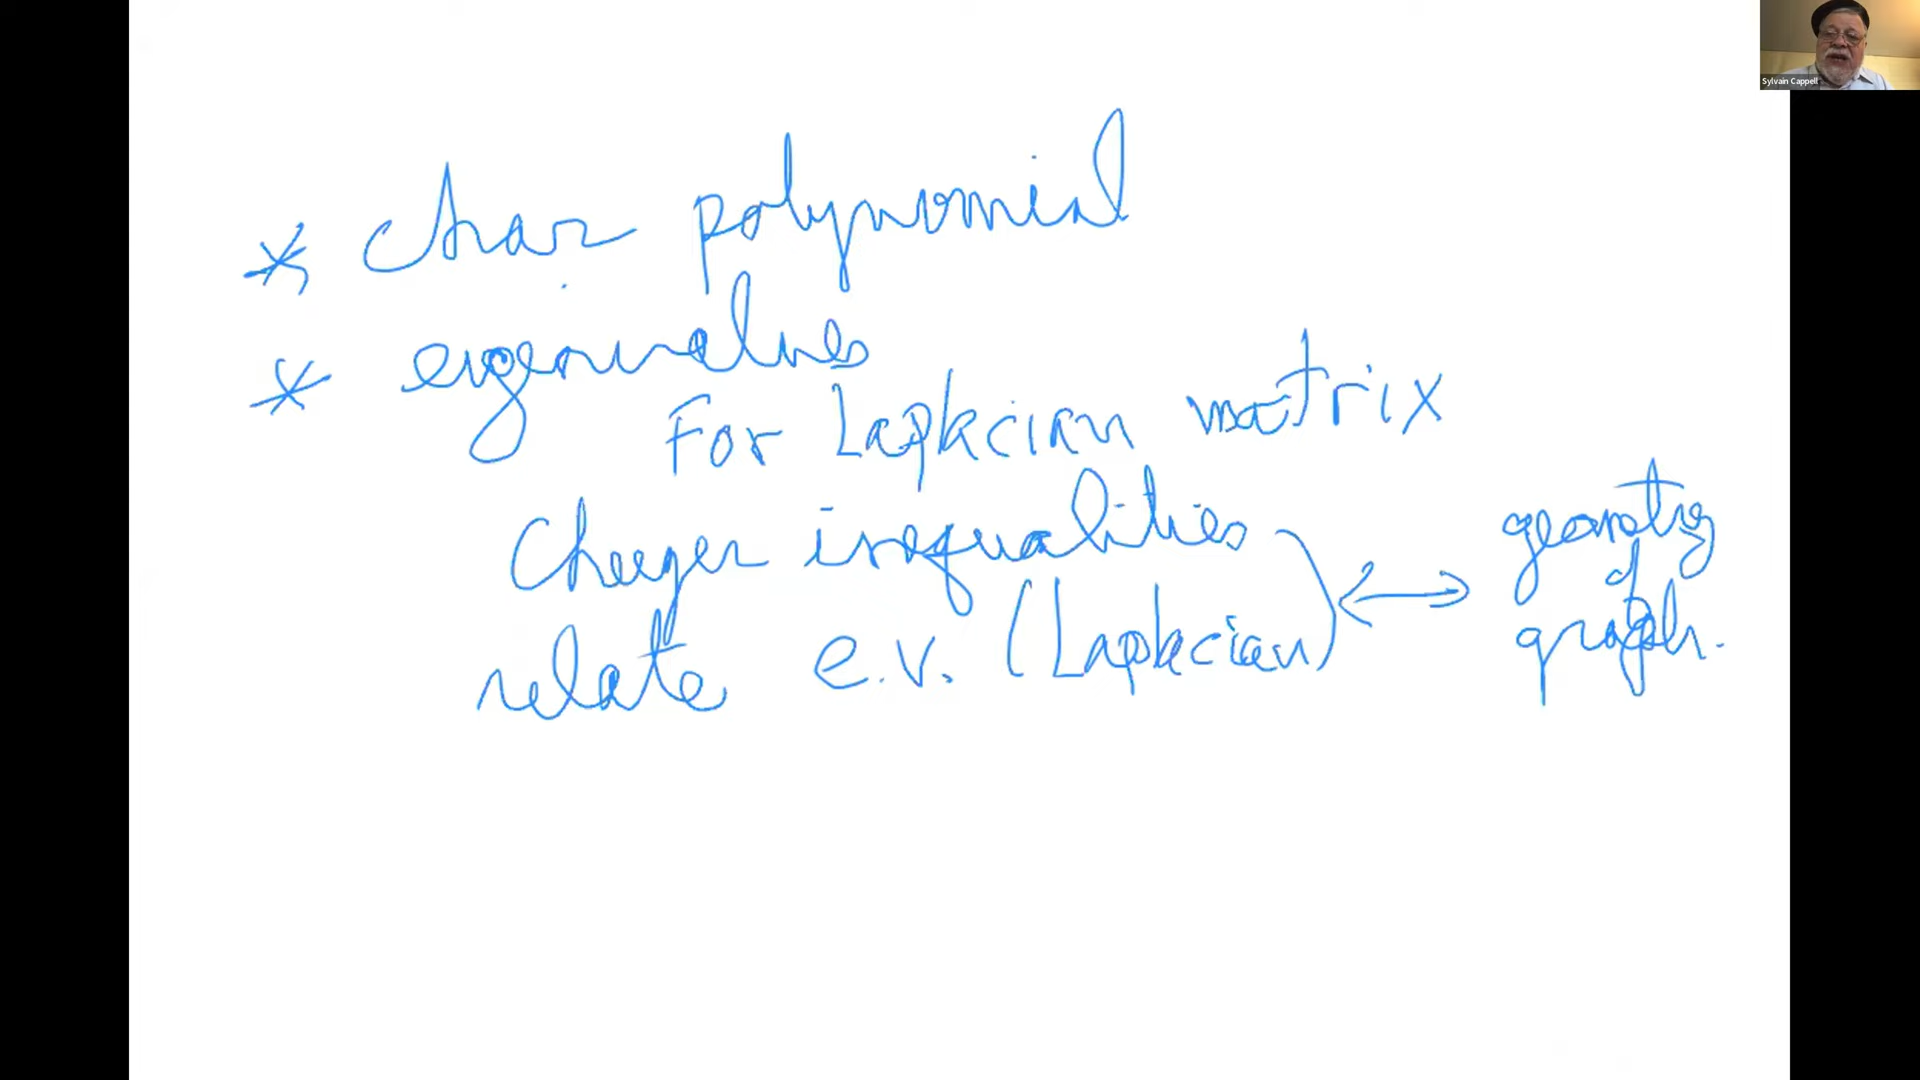 * char polynomial
* eigenvalues
For Laplacian matrix
Cheeger inequalities
relate e.v. (Laplacian) ↔ geometry of graph.
Sylvain Cappell